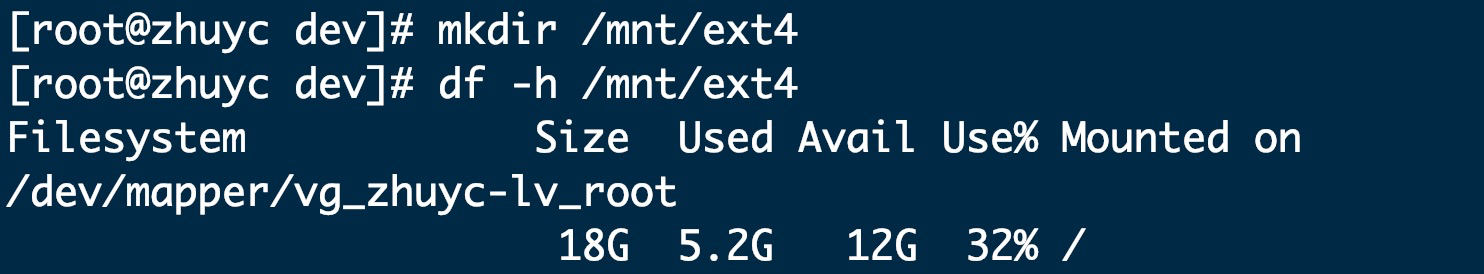 [root@zhuyc dev]# mkdir /mnt/ext4
[root@zhuyc dev]# df -h /mnt/ext4
Filesystem            Size  Used Avail Use% Mounted on
/dev/mapper/vg_zhuyc-lv_root
                       18G  5.2G   12G  32% /